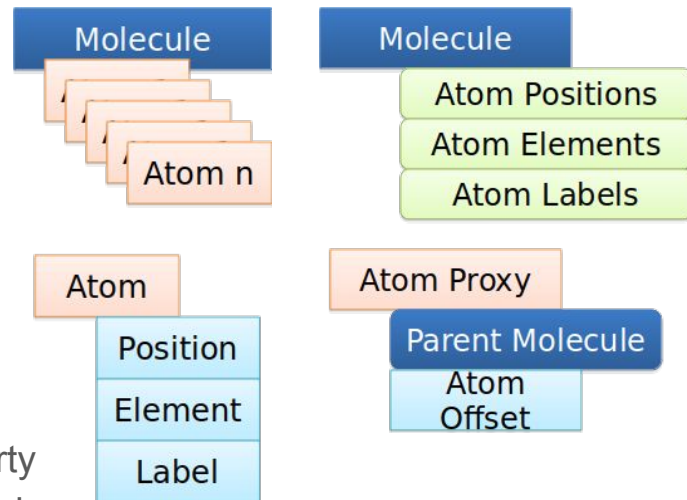 Molecule
Atom n
Molecule
Atom Positions
Atom Elements
Atom Labels
Atom
Position
Element
Label
Atom Proxy
Parent Molecule
Atom
Offset